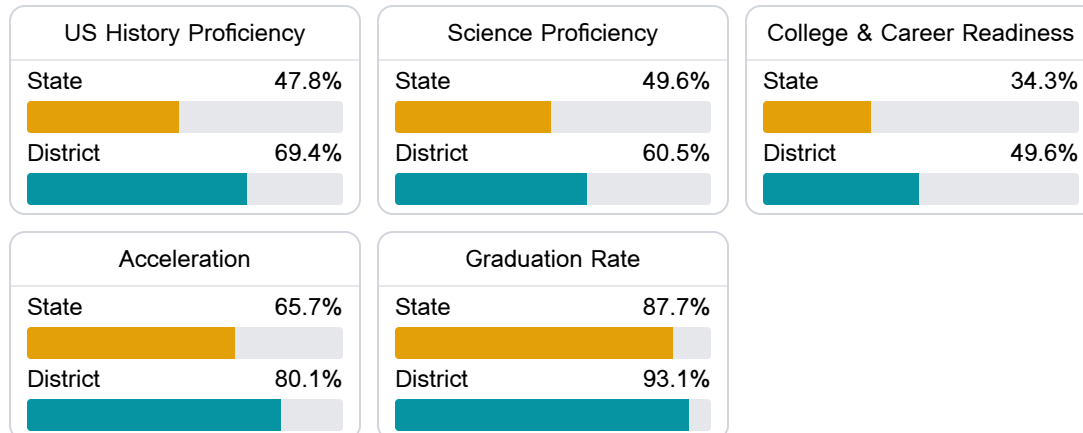 US History Proficiency
State 47.8%
District 69.4%
Science Proficiency
State 49.6%
District 60.5%
College & Career Readiness
State 34.3%
District 49.6%
Acceleration
State 65.7%
District 80.1%
Graduation Rate
State 87.7%
District 93.1%